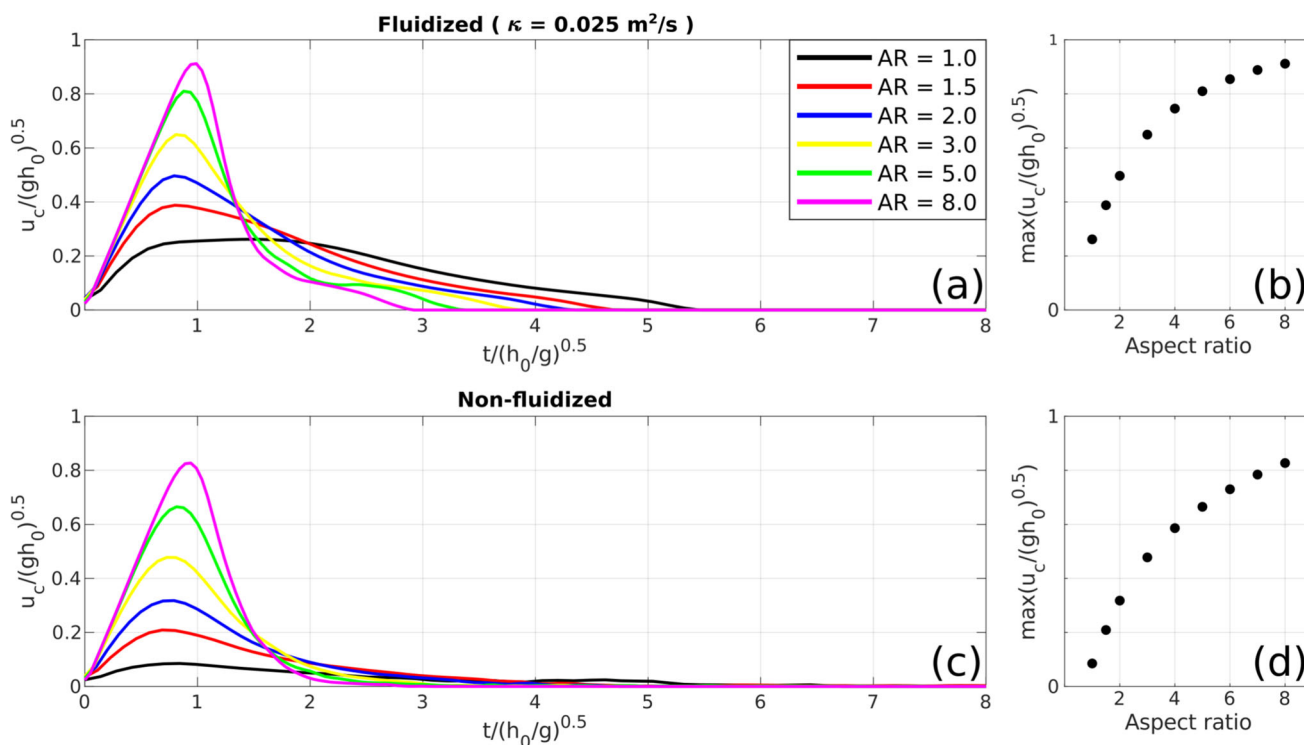 Fluidized ( κ = 0.025 m²/s )
1
0.8
0.6
0.4
0.2
0
u_c/(gh_0)^0.5
0 1 2 3 4 5 6 7 8
t/(h_0/g)^0.5
AR = 1.0
AR = 1.5
AR = 2.0
AR = 3.0
AR = 5.0
AR = 8.0
(a)
1
0
max(u_c/(gh_0)^0.5)
2 4 6 8
Aspect ratio
(b)
Non-fluidized
1
0.8
0.6
0.4
0.2
0
u_c/(gh_0)^0.5
0 1 2 3 4 5 6 7 8
t/(h_0/g)^0.5
(c)
1
0
max(u_c/(gh_0)^0.5)
2 4 6 8
Aspect ratio
(d)